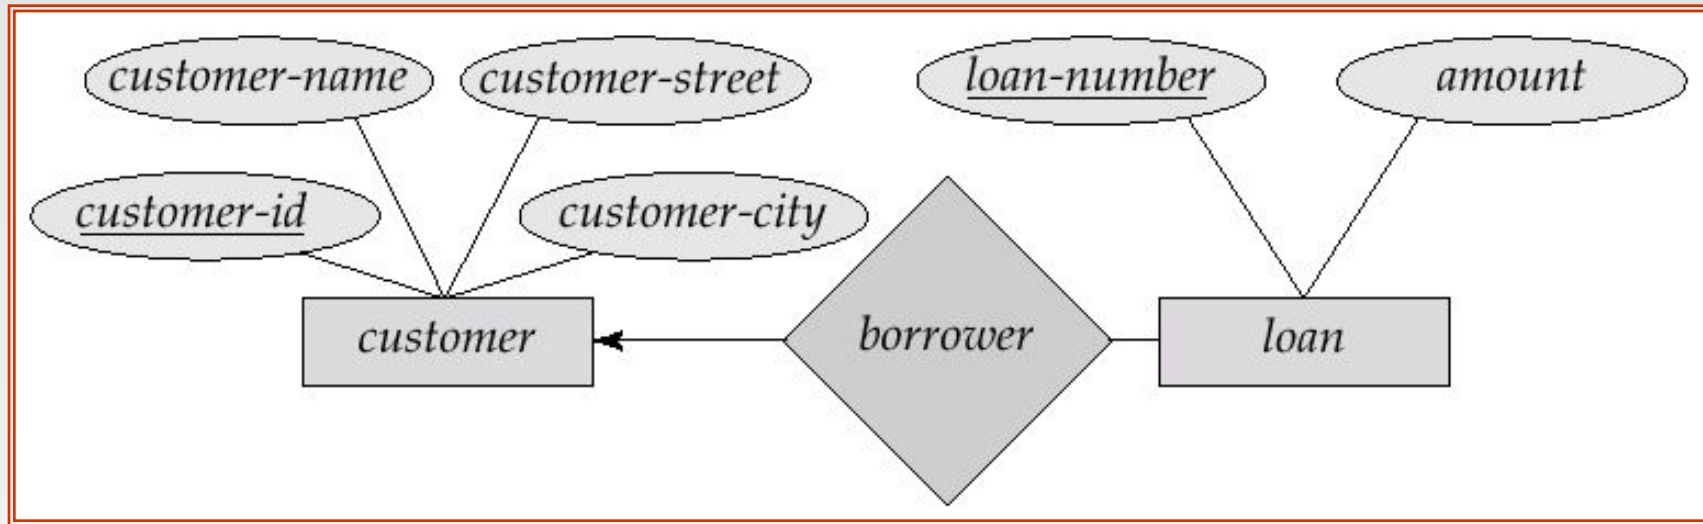 customer-name
customer-street
loan-number
amount
customer-id
customer-city
customer
borrower
loan